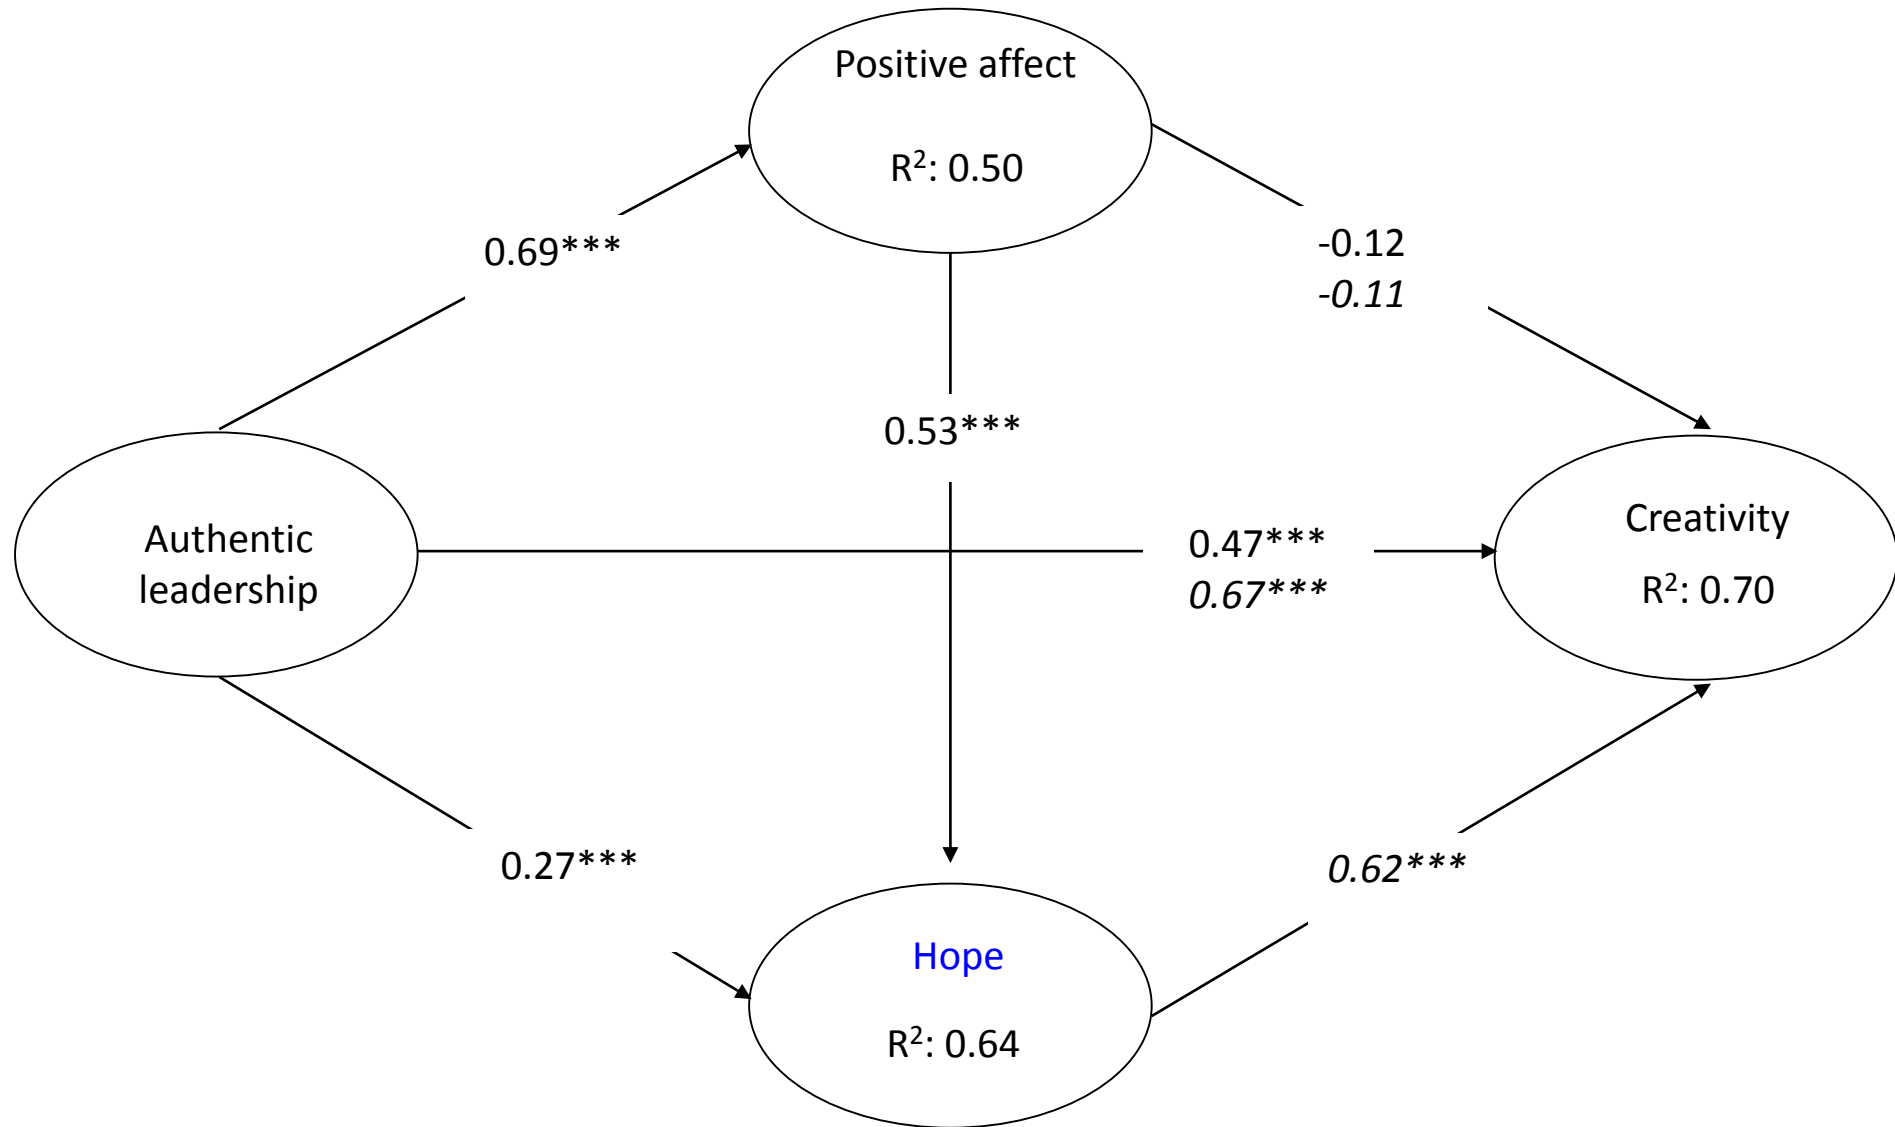 Positive affect
R²: 0.50
0.69***
-0.12
-0.11
0.53***
Authentic
leadership
0.47***
0.67***
Creativity
R²: 0.70
0.27***
0.62***
Hope
R²: 0.64